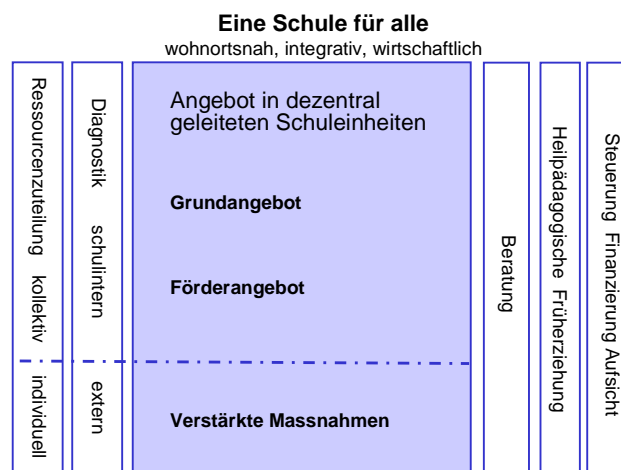 Eine Schule für alle
wohnortsnah, integrativ, wirtschaftlich
Ressourcenzuteilung kollektiv individuell
Diagnostik schulintern extern
Angebot in dezentral
geleiteten Schuleinheiten
Grundangebot
Förderangebot
Verstärkte Massnahmen
Beratung
Heilpädagogische Früherziehung
Steuerung Finanzierung Aufsicht